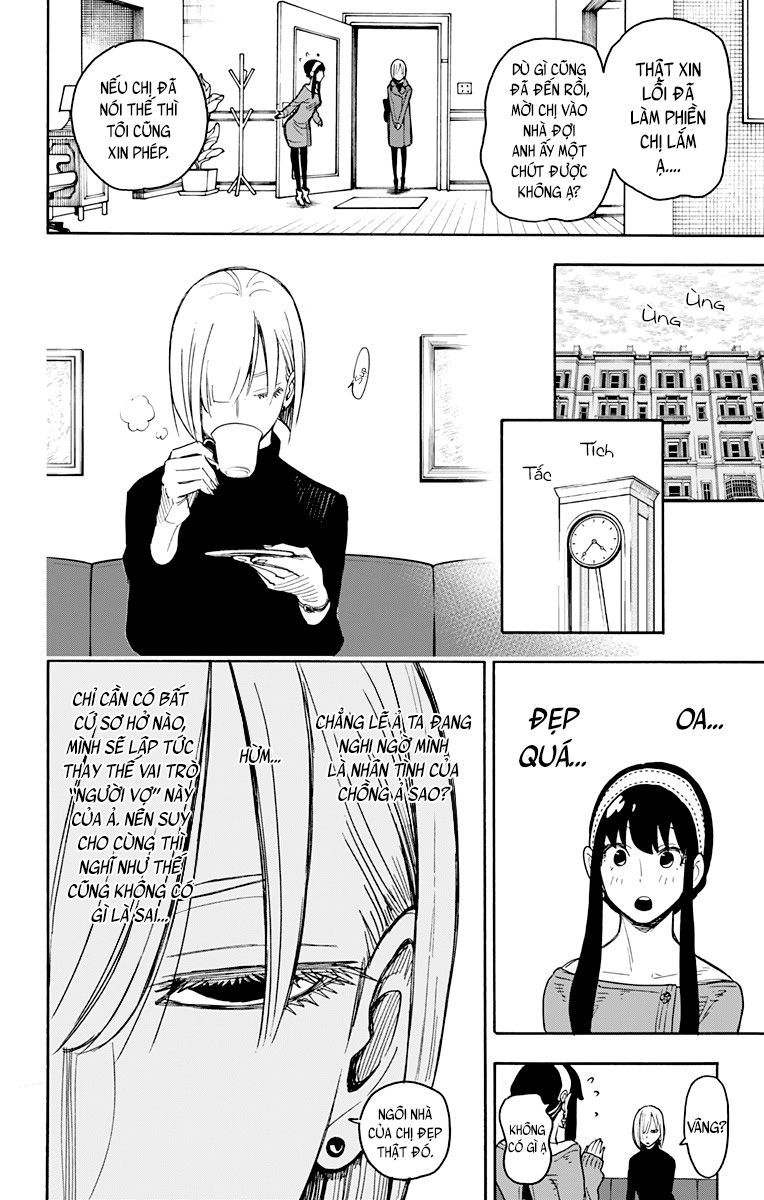 THẬT XIN
LỖI ĐÃ
LÀM PHIỀN
CHỊ LẮM
Ạ....
DÙ GÌ CŨNG
ĐÃ ĐẾN RỒI,
MỜI CHỊ VÀO
NHÀ ĐỢI
ANH ẤY MỘT
CHÚT ĐƯỢC
KHÔNG Ạ?
NẾU CHỊ ĐÃ
NÓI THẾ THÌ
TÔI CŨNG
XIN PHÉP.
Ùng
Ùng
Tích
Tắc
Súp
OA...
ĐẸP
QUÁ...
VÂNG?
KHÔNG
CÓ GÌ Ạ
CHẲNG LẼ Ả TA ĐANG
NGHI NGỜ MÌNH
LÀ NHÂN TÌNH CỦA
CHỒNG Ả SAO?
HỪM...
CHỈ CẦN CÓ BẤT
CỨ SƠ HỞ NÀO,
MÌNH SẼ LẬP TỨC
THAY THẾ VAI TRÒ
"NGƯỜI VỢ" NÀY
CỦA Ả. NÊN SUY
CHO CÙNG THÌ
NGHĨ NHƯ THẾ
CŨNG KHÔNG CÓ
GÌ LÀ SAI...
NGÔI NHÀ
CỦA CHỊ ĐẸP
THẬT ĐÓ.